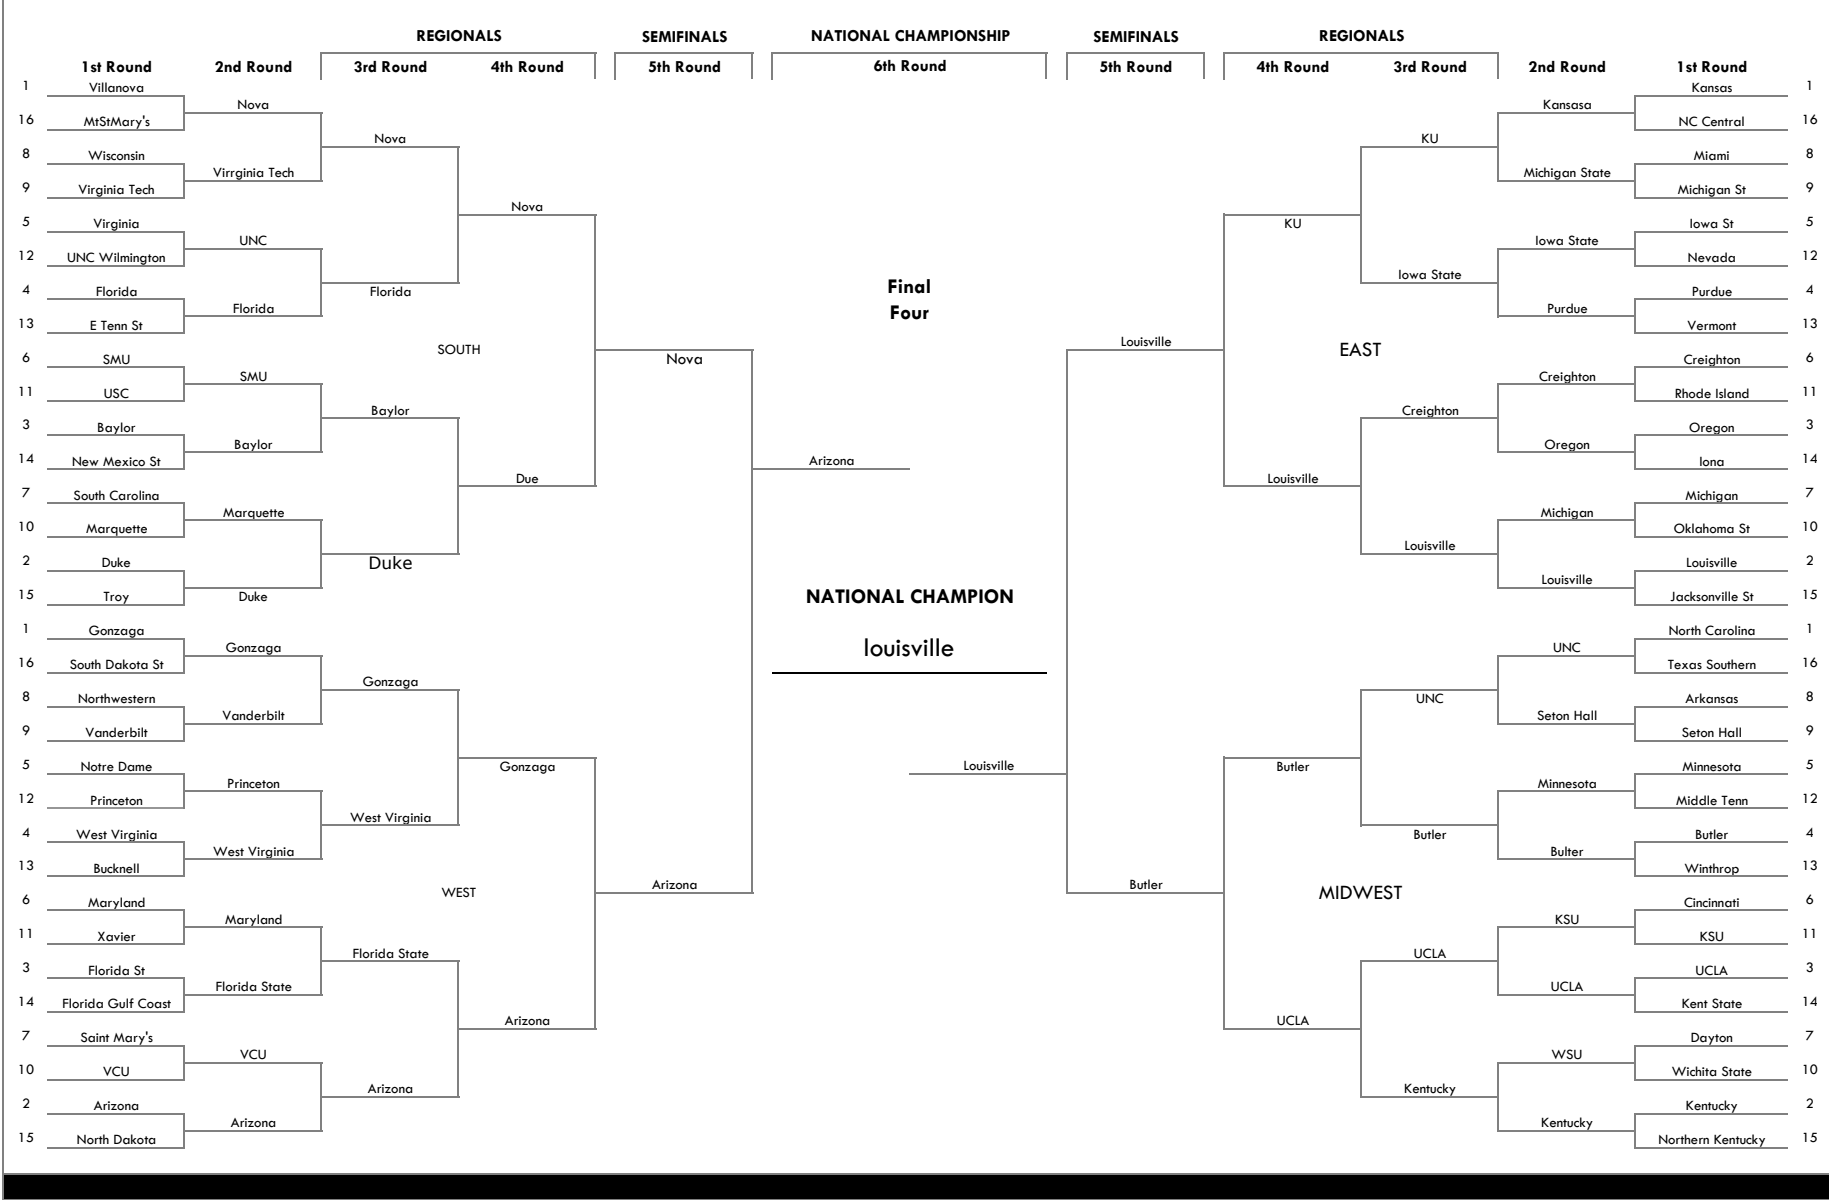 REGIONALS SEMIFINALS NATIONAL CHAMPIONSHIP SEMIFINALS REGIONALS
1st Round 2nd Round 3rd Round 4th Round 5th Round 6th Round 5th Round 4th Round 3rd Round 2nd Round 1st Round
1 Villanova Kansas 1
Nova Kansasa
16 MtStMary's NC Central 16
Nova KU
8 Wisconsin Miami 8
Virrginia Tech Michigan State
9 Virginia Tech Michigan St 9
Nova KU
5 Virginia Iowa St 5
UNC Iowa State
12 UNC Wilmington Nevada 12
Florida Iowa State
4 Florida Purdue 4
Florida Purdue
13 E Tenn St Vermont 13
Final
Four
SOUTH Nova Louisville EAST
6 SMU Creighton 6
SMU Creighton
11 USC Rhode Island 11
Baylor Creighton
3 Baylor Oregon 3
Baylor Oregon
14 New Mexico St Iona 14
Arizona
Due Louisville
7 South Carolina Michigan 7
Marquette Michigan
10 Marquette Oklahoma St 10
Duke Louisville
2 Duke Louisville 2
Duke Louisville
15 Troy Jacksonville St 15
NATIONAL CHAMPION
louisville
1 Gonzaga North Carolina 1
Gonzaga UNC
16 South Dakota St Texas Southern 16
Gonzaga UNC
8 Northwestern Arkansas 8
Vanderbilt Seton Hall
9 Vanderbilt Seton Hall 9
Gonzaga Louisville Butler
5 Notre Dame Minnesota 5
Princeton Minnesota
12 Princeton Middle Tenn 12
West Virginia Butler
4 West Virginia Butler 4
West Virginia Bulter
13 Bucknell Winthrop 13
WEST Arizona Butler MIDWEST
6 Maryland Cincinnati 6
Maryland KSU
11 Xavier KSU 11
Florida State UCLA
3 Florida St UCLA 3
Florida State UCLA
14 Florida Gulf Coast Kent State 14
Arizona UCLA
7 Saint Mary's Dayton 7
VCU WSU
10 VCU Wichita State 10
Arizona Kentucky
2 Arizona Kentucky 2
Arizona Kentucky
15 North Dakota Northern Kentucky 15